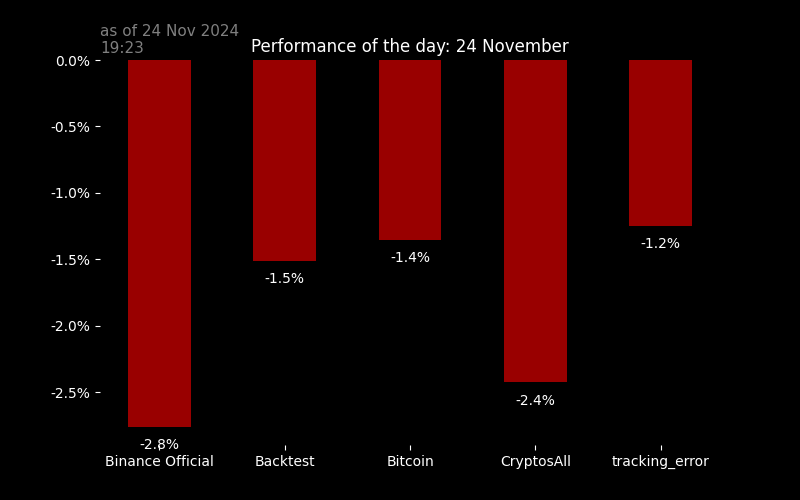 as of 24 Nov 2024
19:23
Performance of the day: 24 November
0.0%
-0.5%
-1.0%
-1.5%
-2.0%
-2.5%
-2.8%
-1.5%
-1.4%
-2.4%
-1.2%
Binance Official
Backtest
Bitcoin
CryptosAll
tracking_error